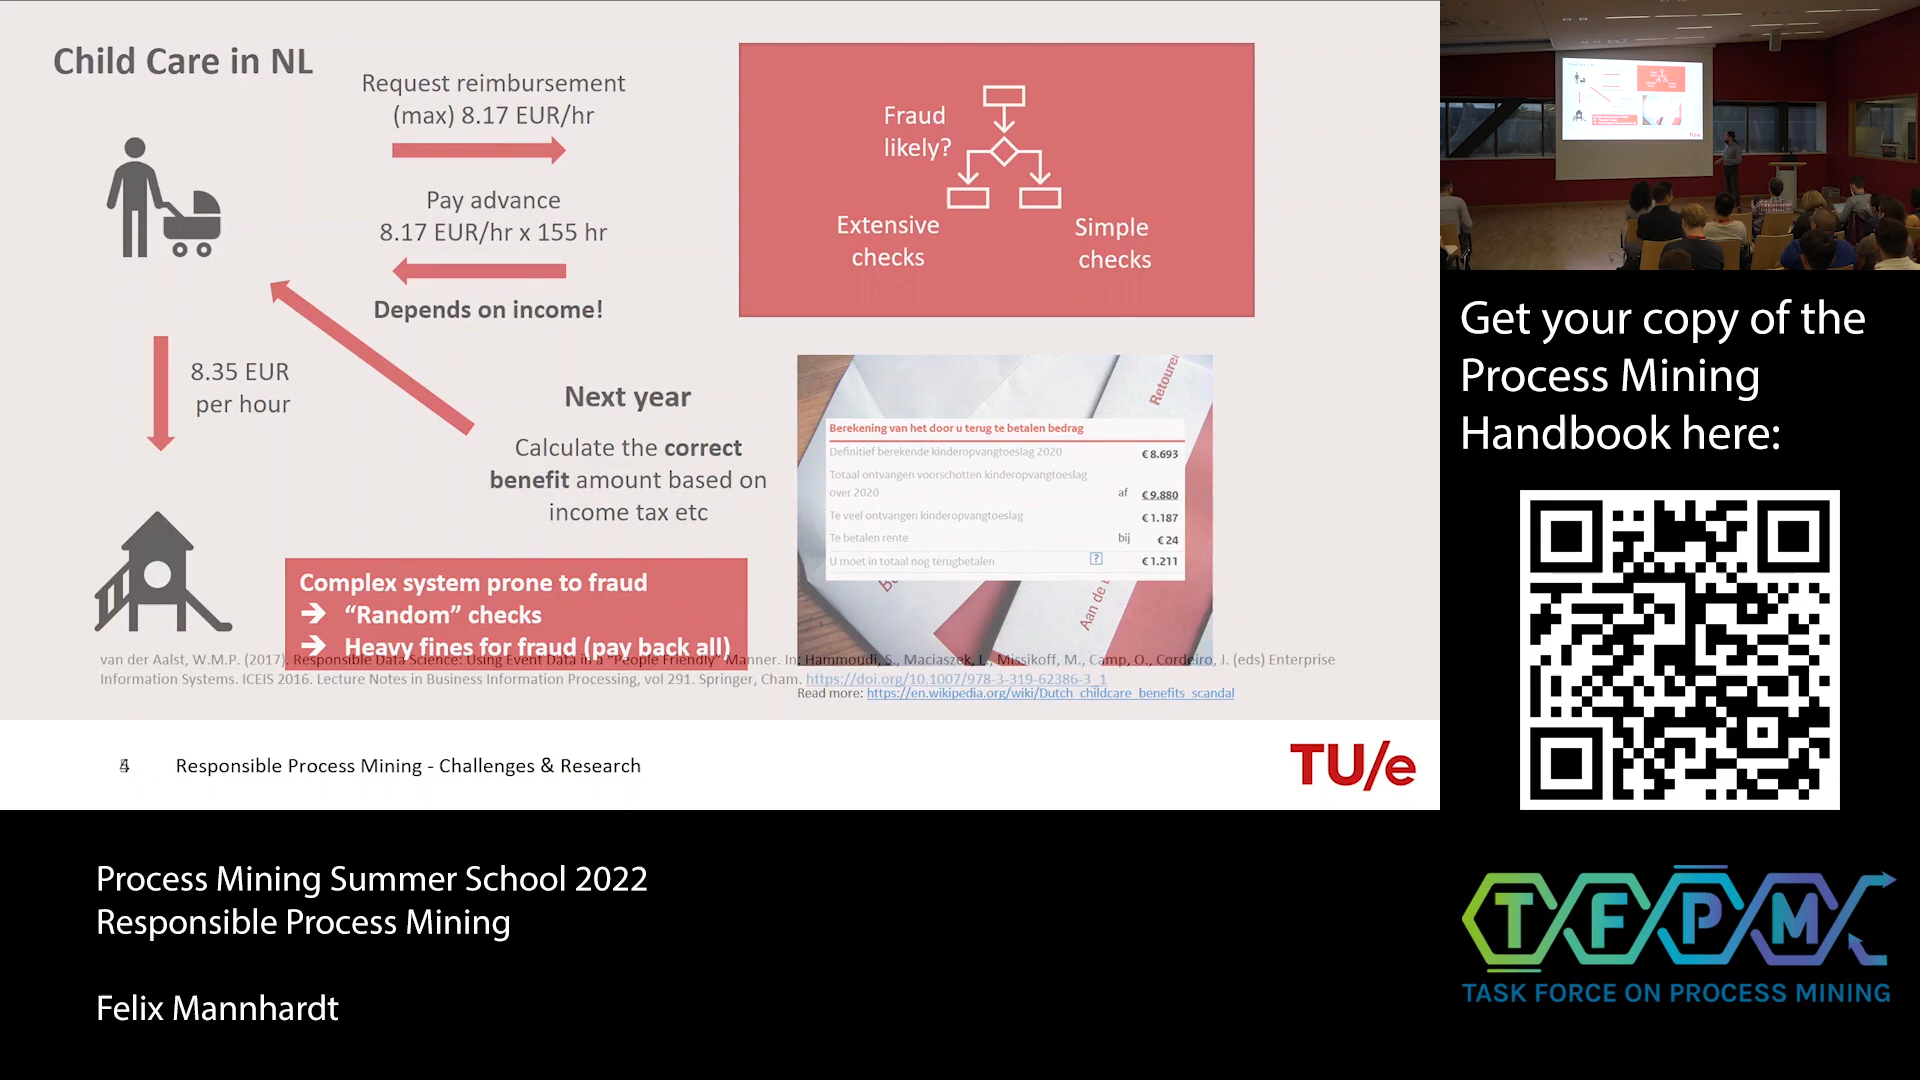 Child Care in NL
Request reimbursement
(max) 8.17 EUR/hr
Pay advance
8.17 EUR/hr x 155 hr
Depends on income!
8.35 EUR
per hour
Next year
Calculate the correct
benefit amount based on
income tax etc
Complex system prone to fraud
→ “Random” checks
→ Heavy fines for fraud (pay back all)
Fraud
likely?
Extensive
checks
Simple
checks
Retouren
Berekening van het door u terug te betalen bedrag
Definitief berekende kinderopvangtoeslag 2020 €8.693
Totaal ontvangen voorschotten kinderopvangtoeslag
over 2020 af €9.880
Te veel ontvangen kinderopvangtoeslag €1.187
Te betalen rente bij €24
U moet in totaal nog terugbetalen ? €1.211
Aan de
van der Aalst, W.M.P. (2017). Responsible Data Science: Using Event Data in a “People Friendly” Manner. In: Hammoudi, S., Maciaszek, L., Missikoff, M., Camp, O., Cordeiro, J. (eds) Enterprise
Information Systems. ICEIS 2016. Lecture Notes in Business Information Processing, vol 291. Springer, Cham. https://doi.org/10.1007/978-3-319-62386-3_1
Read more: https://en.wikipedia.org/wiki/Dutch_childcare_benefits_scandal
Responsible Process Mining - Challenges & Research
TU/e
Get your copy of the
Process Mining
Handbook here:
TFPM
TASK FORCE ON PROCESS MINING
Process Mining Summer School 2022
Responsible Process Mining
Felix Mannhardt